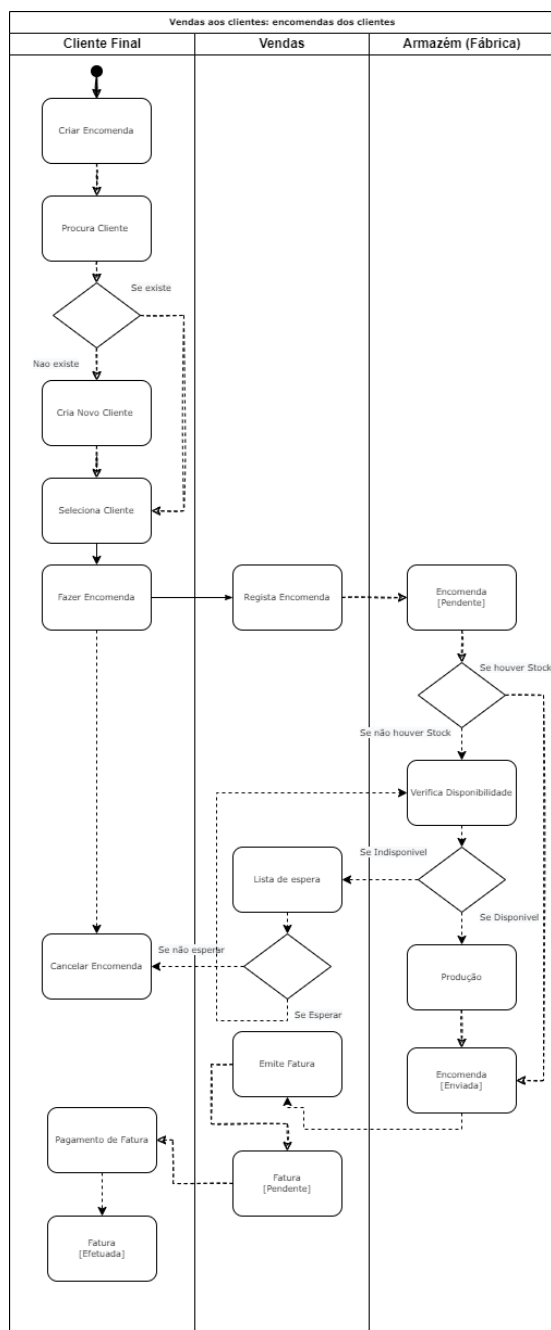 Vendas aos clientes: encomendas dos clientes
Cliente Final
Vendas
Armazém (Fábrica)
Criar Encomenda
Procura Cliente
Se existe
Nao existe
Cria Novo Cliente
Seleciona Cliente
Fazer Encomenda
Regista Encomenda
Encomenda
[Pendente]
Se houver Stock
Se não houver Stock
Verifica Disponibilidade
Se Indisponivel
Lista de espera
Se Disponivel
Se não esperar
Cancelar Encomenda
Produção
Se Esperar
Emite Fatura
Encomenda
[Enviada]
Pagamento de Fatura
Fatura
[Pendente]
Fatura
[Efetuada]